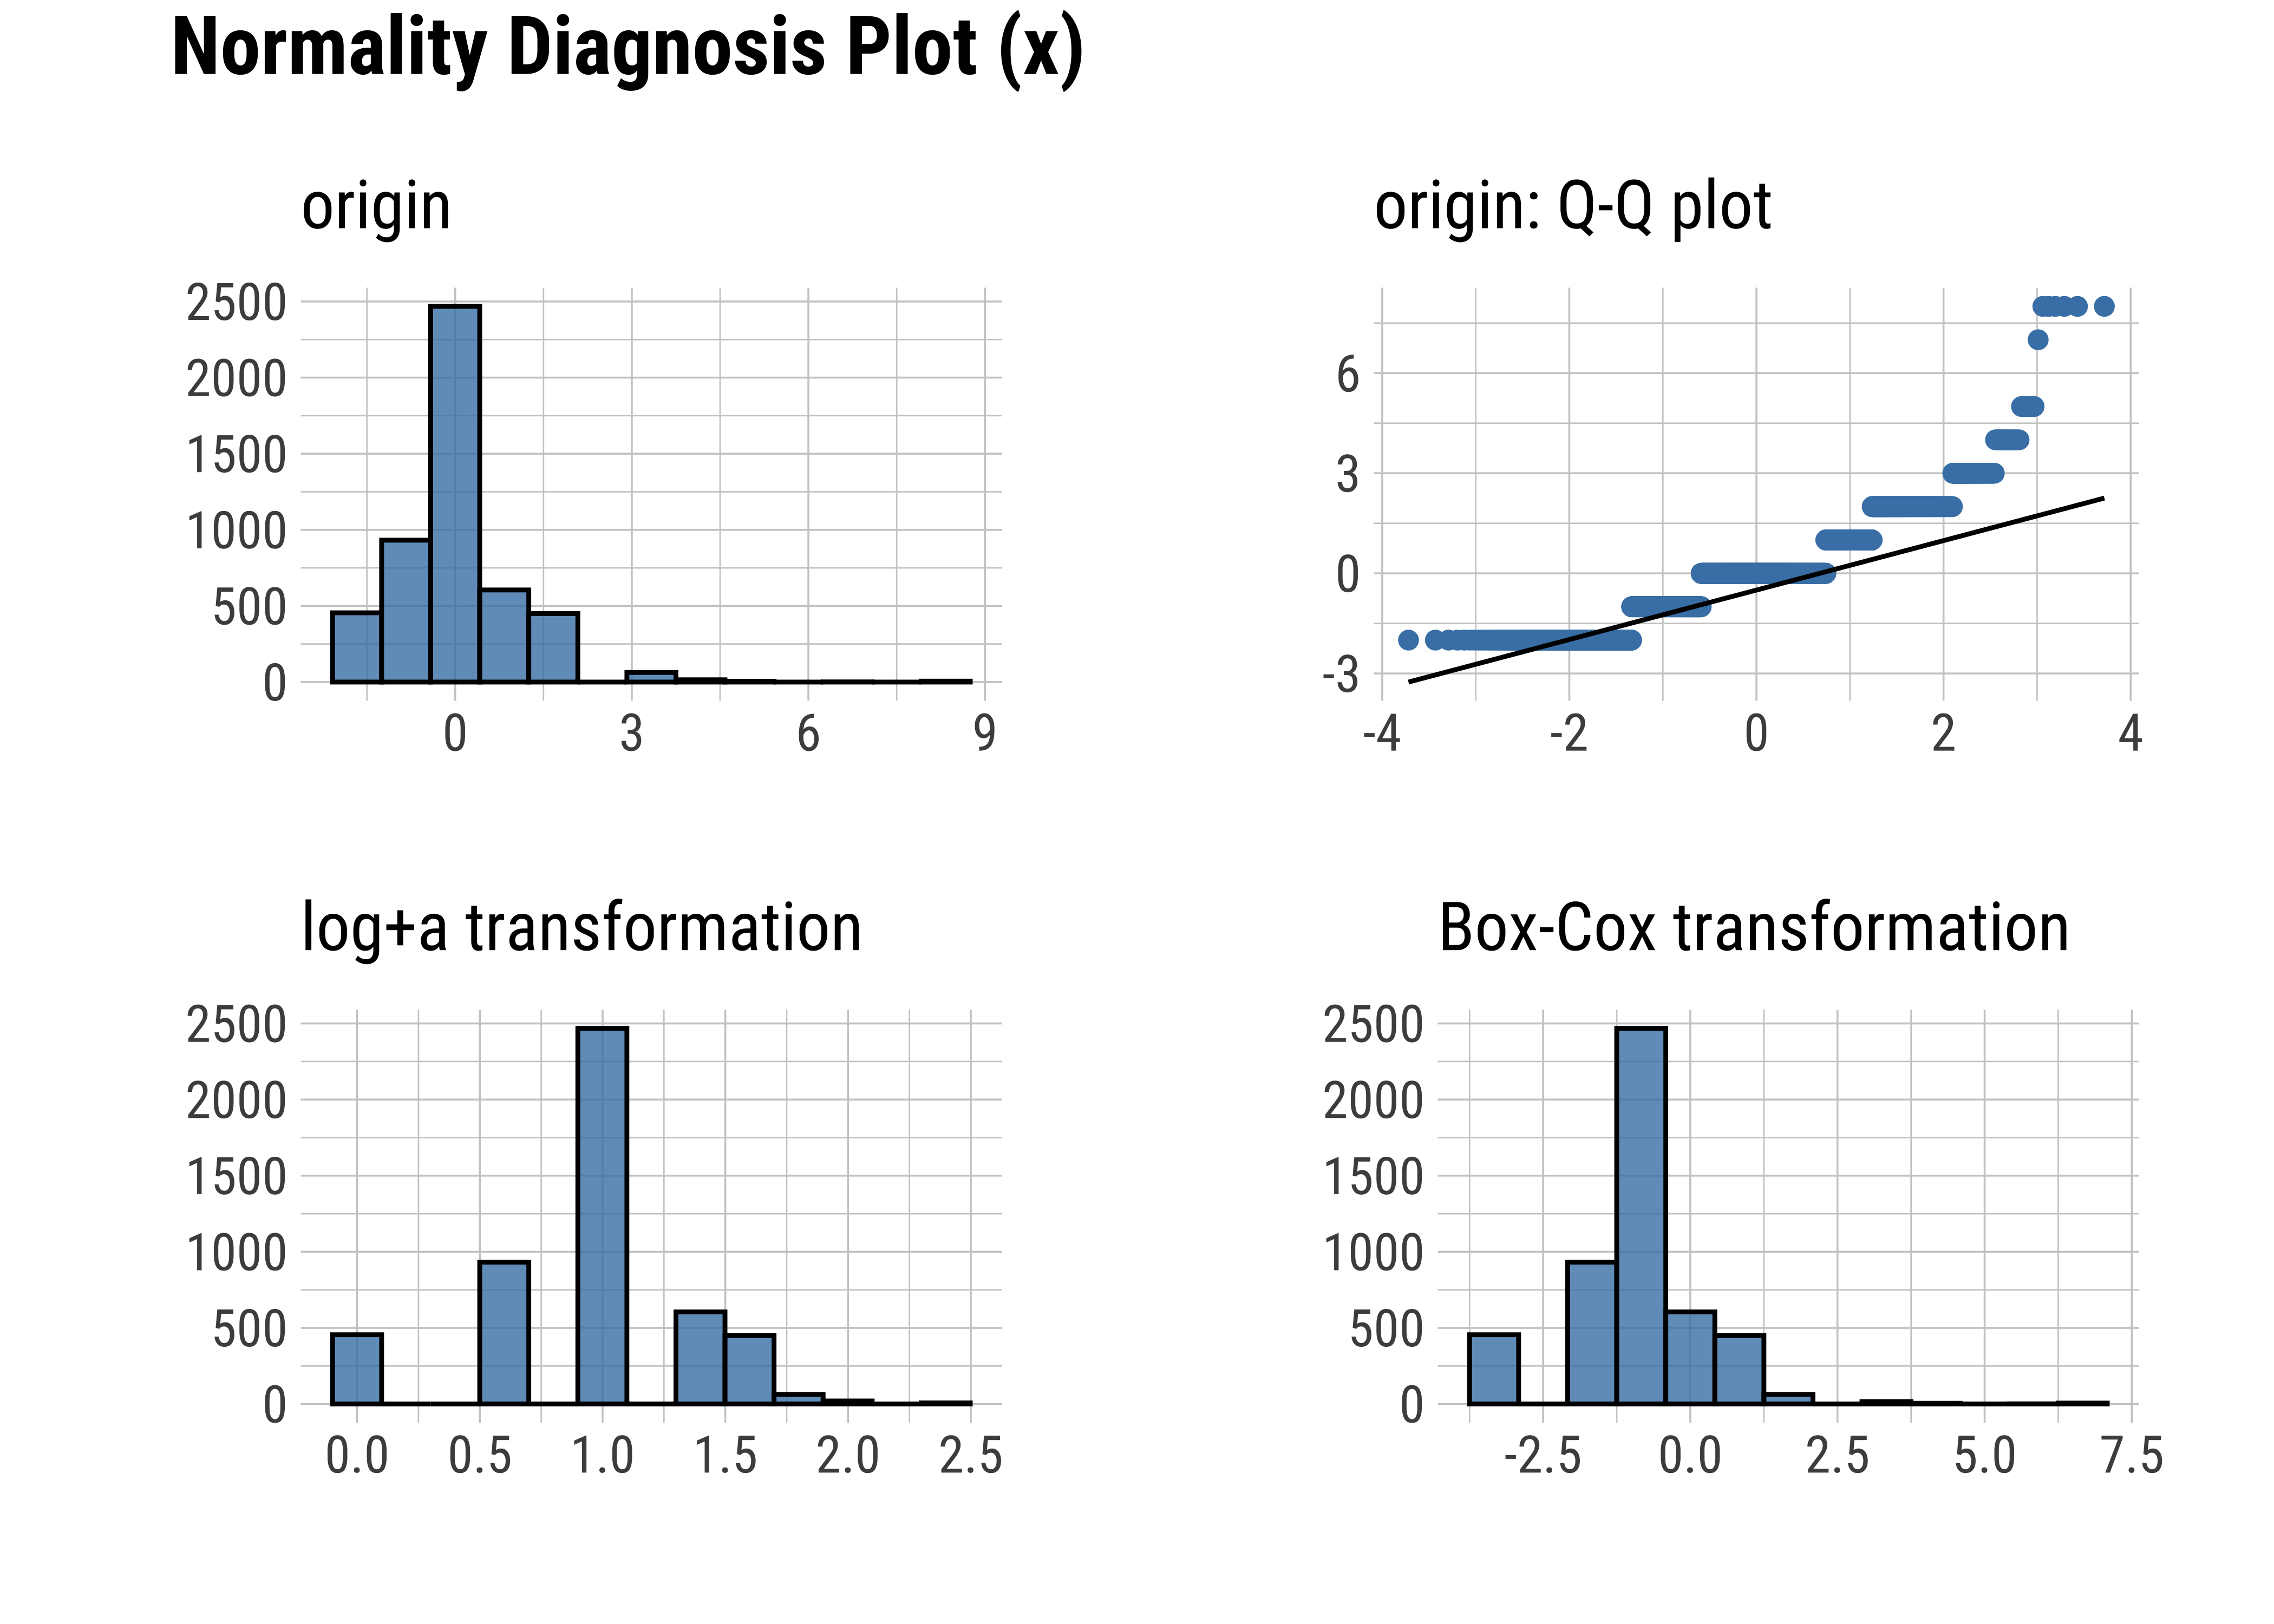 Normality Diagnosis Plot (x)
origin
2500
2000
1500
1000
500
0
0 3 6 9
origin: Q-Q plot
6
3
0
-3
-4 -2 0 2 4
log+a transformation
2500
2000
1500
1000
500
0
0.0 0.5 1.0 1.5 2.0 2.5
Box-Cox transformation
2500
2000
1500
1000
500
0
-2.5 0.0 2.5 5.0 7.5